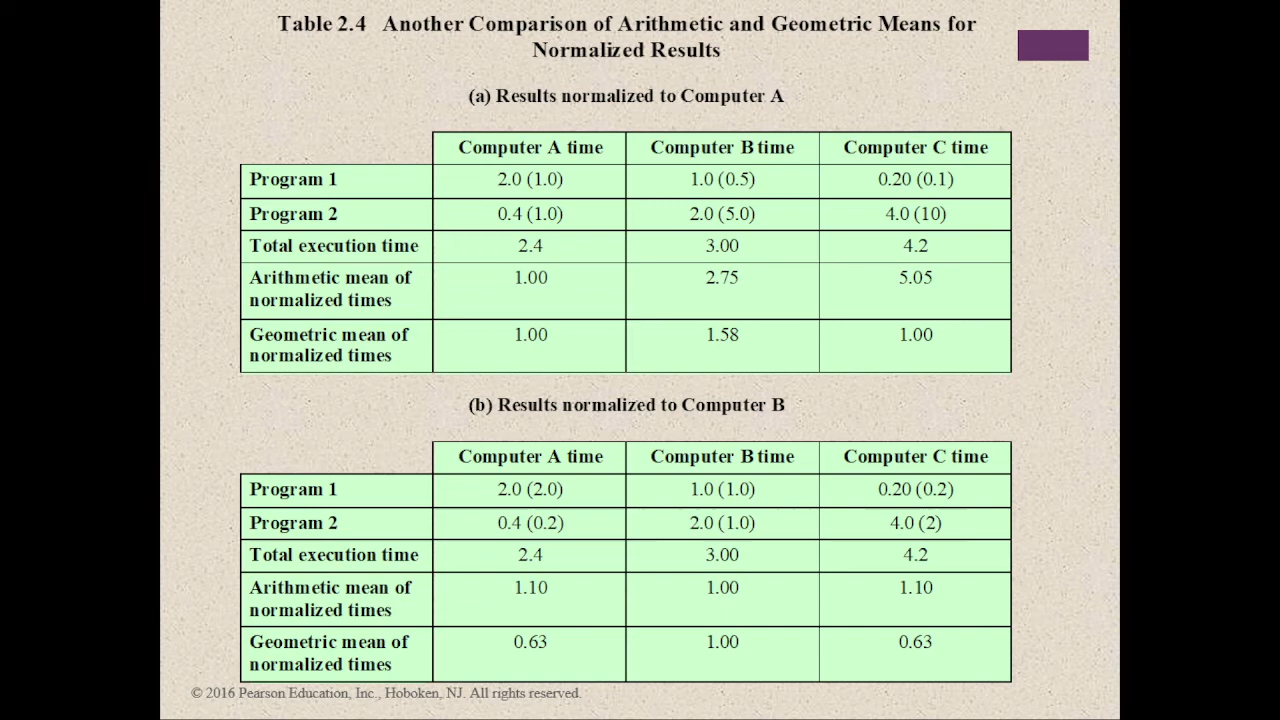 Table 2.4 Another Comparison of Arithmetic and Geometric Means for
Normalized Results
(a) Results normalized to Computer A
Computer A time Computer B time Computer C time
Program 1 2.0 (1.0) 1.0 (0.5) 0.20 (0.1)
Program 2 0.4 (1.0) 2.0 (5.0) 4.0 (10)
Total execution time 2.4 3.00 4.2
Arithmetic mean of 1.00 2.75 5.05
normalized times
Geometric mean of 1.00 1.58 1.00
normalized times
(b) Results normalized to Computer B
Computer A time Computer B time Computer C time
Program 1 2.0 (2.0) 1.0 (1.0) 0.20 (0.2)
Program 2 0.4 (0.2) 2.0 (1.0) 4.0 (2)
Total execution time 2.4 3.00 4.2
Arithmetic mean of 1.10 1.00 1.10
normalized times
Geometric mean of 0.63 1.00 0.63
normalized times
© 2016 Pearson Education, Inc., Hoboken, NJ. All rights reserved.